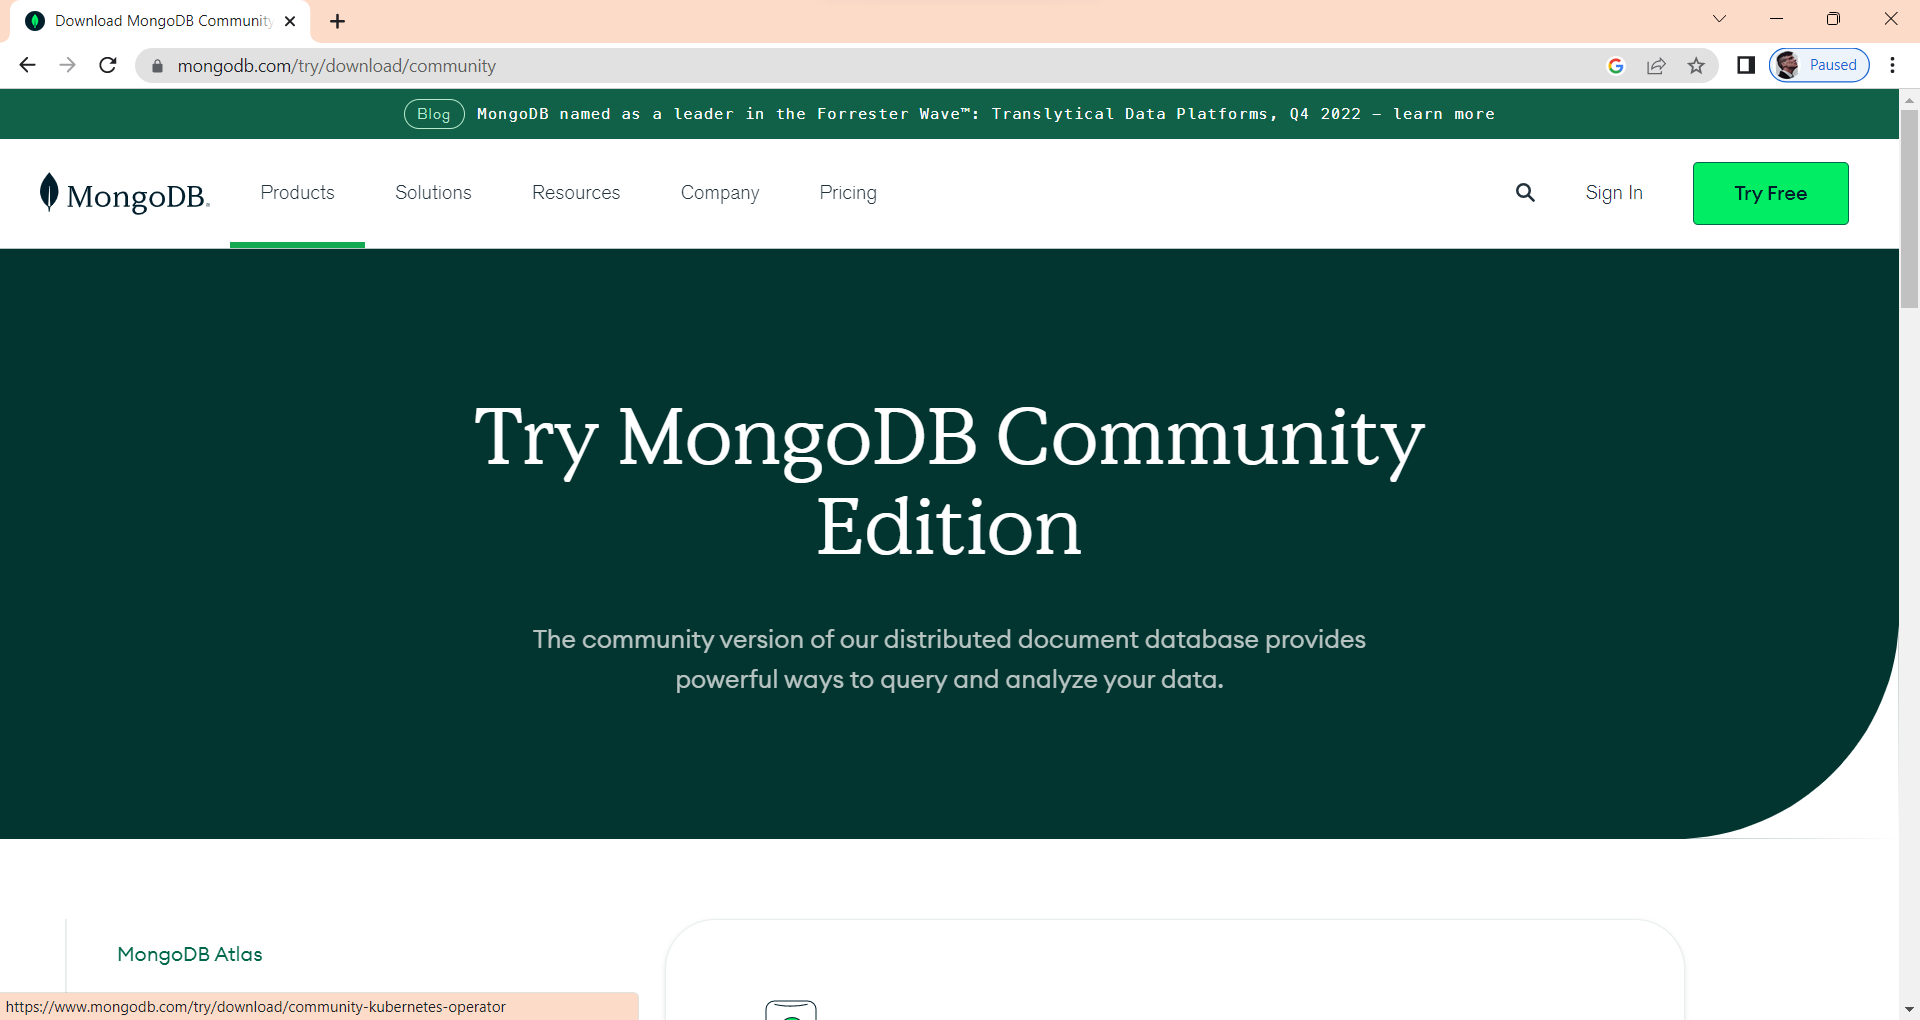 Download MongoDB Community
mongodb.com/try/download/community
Paused
Blog
MongoDB named as a leader in the Forrester Wave™: Translytical Data Platforms, Q4 2022 – learn more
MongoDB.
Products
Solutions
Resources
Company
Pricing
Sign In
Try Free
Try MongoDB Community
Edition
The community version of our distributed document database provides
powerful ways to query and analyze your data.
MongoDB Atlas
https://www.mongodb.com/try/download/community-kubernetes-operator